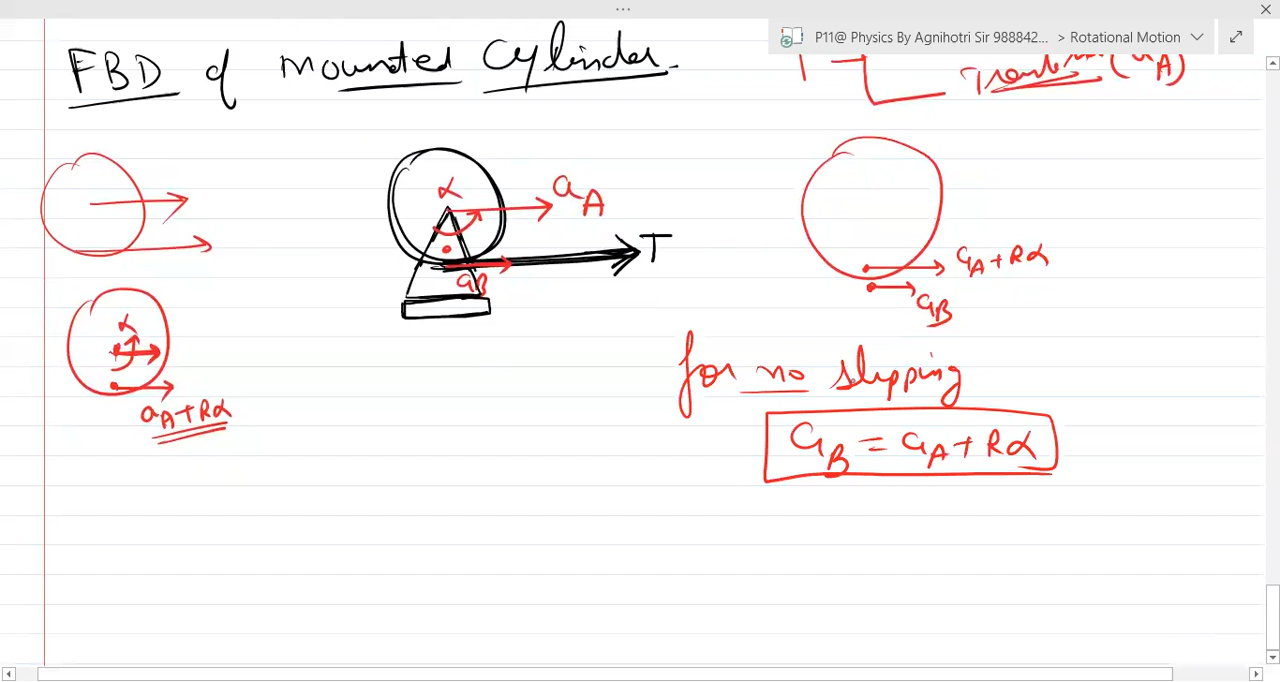 P11@ Physics By Agnihotri Sir 988842... > Rotational Motion
FBD of mounted Cylinder.
α
a_A
T
a_B
a_A + Rα
a_B
α
a_A + Rα
for no slipping
a_B = a_A + Rα